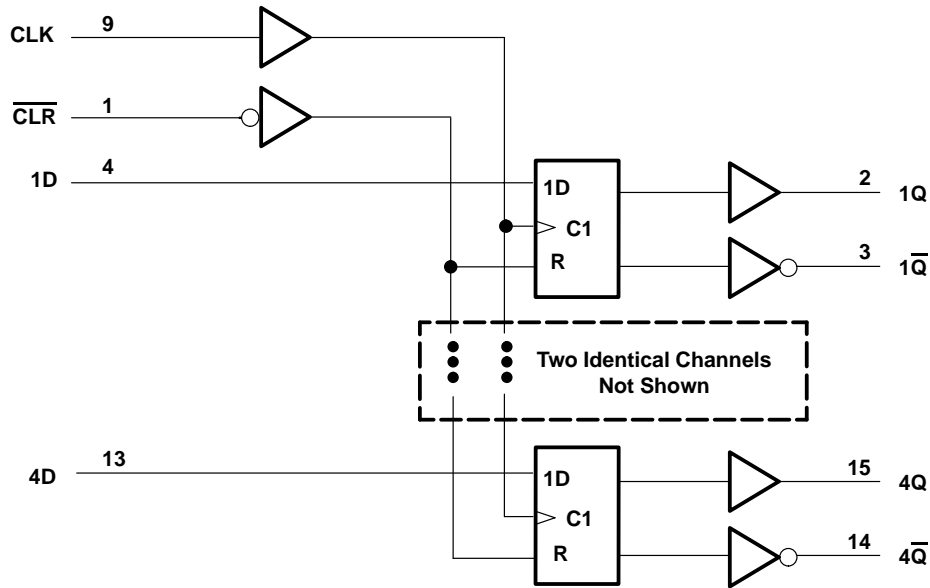 CLK 9
C̅L̅R̅ 1
1D 4
1D
C1
R
2 1Q
3 1Q̅
Two Identical Channels
Not Shown
4D 13
1D
C1
R
15 4Q
14 4Q̅